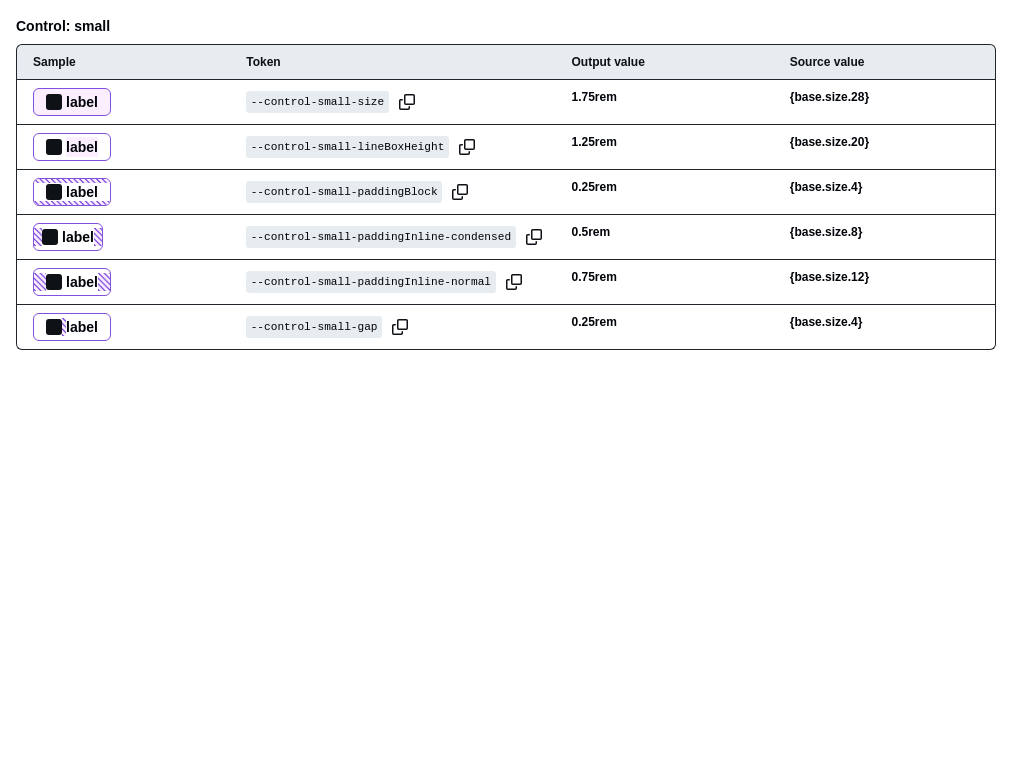 Control: small
Sample Token Output value Source value
label --control-small-size 1.75rem {base.size.28}
label --control-small-lineBoxHeight 1.25rem {base.size.20}
label --control-small-paddingBlock 0.25rem {base.size.4}
label --control-small-paddingInline-condensed 0.5rem {base.size.8}
label --control-small-paddingInline-normal 0.75rem {base.size.12}
label --control-small-gap 0.25rem {base.size.4}